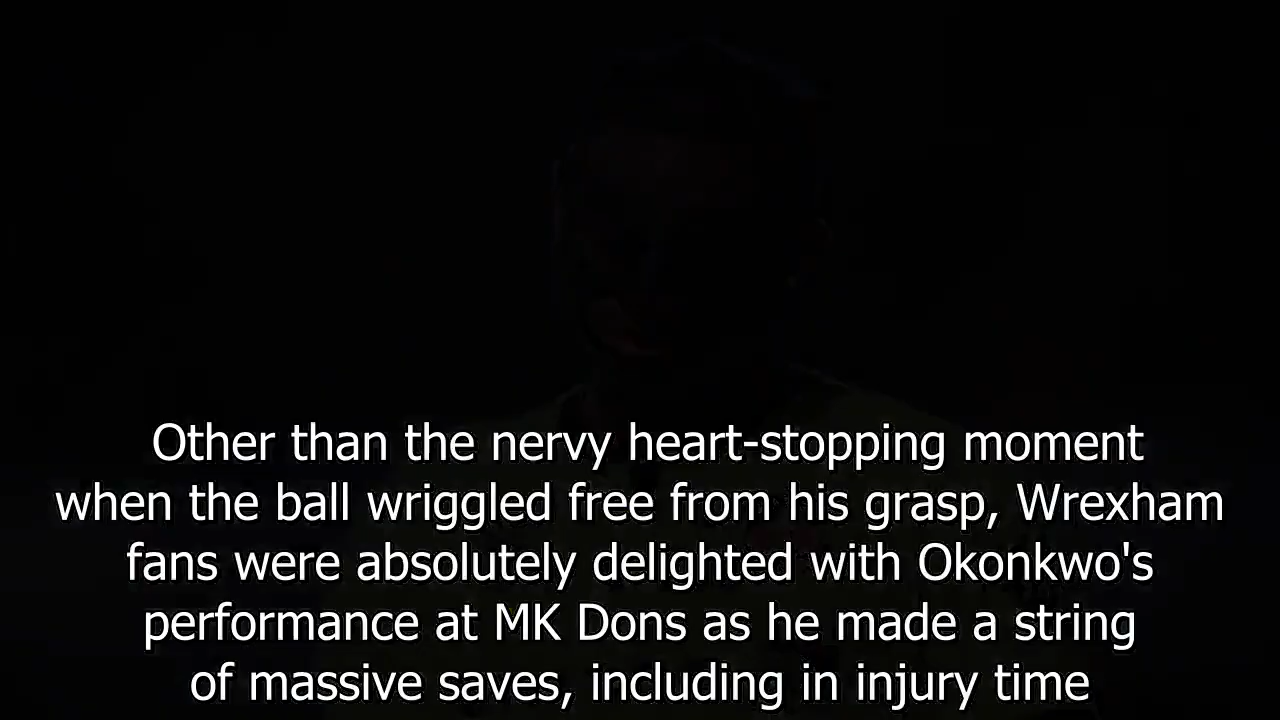 Other than the nervy heart-stopping moment
when the ball wriggled free from his grasp, Wrexham
fans were absolutely delighted with Okonkwo's
performance at MK Dons as he made a string
of massive saves, including in injury time